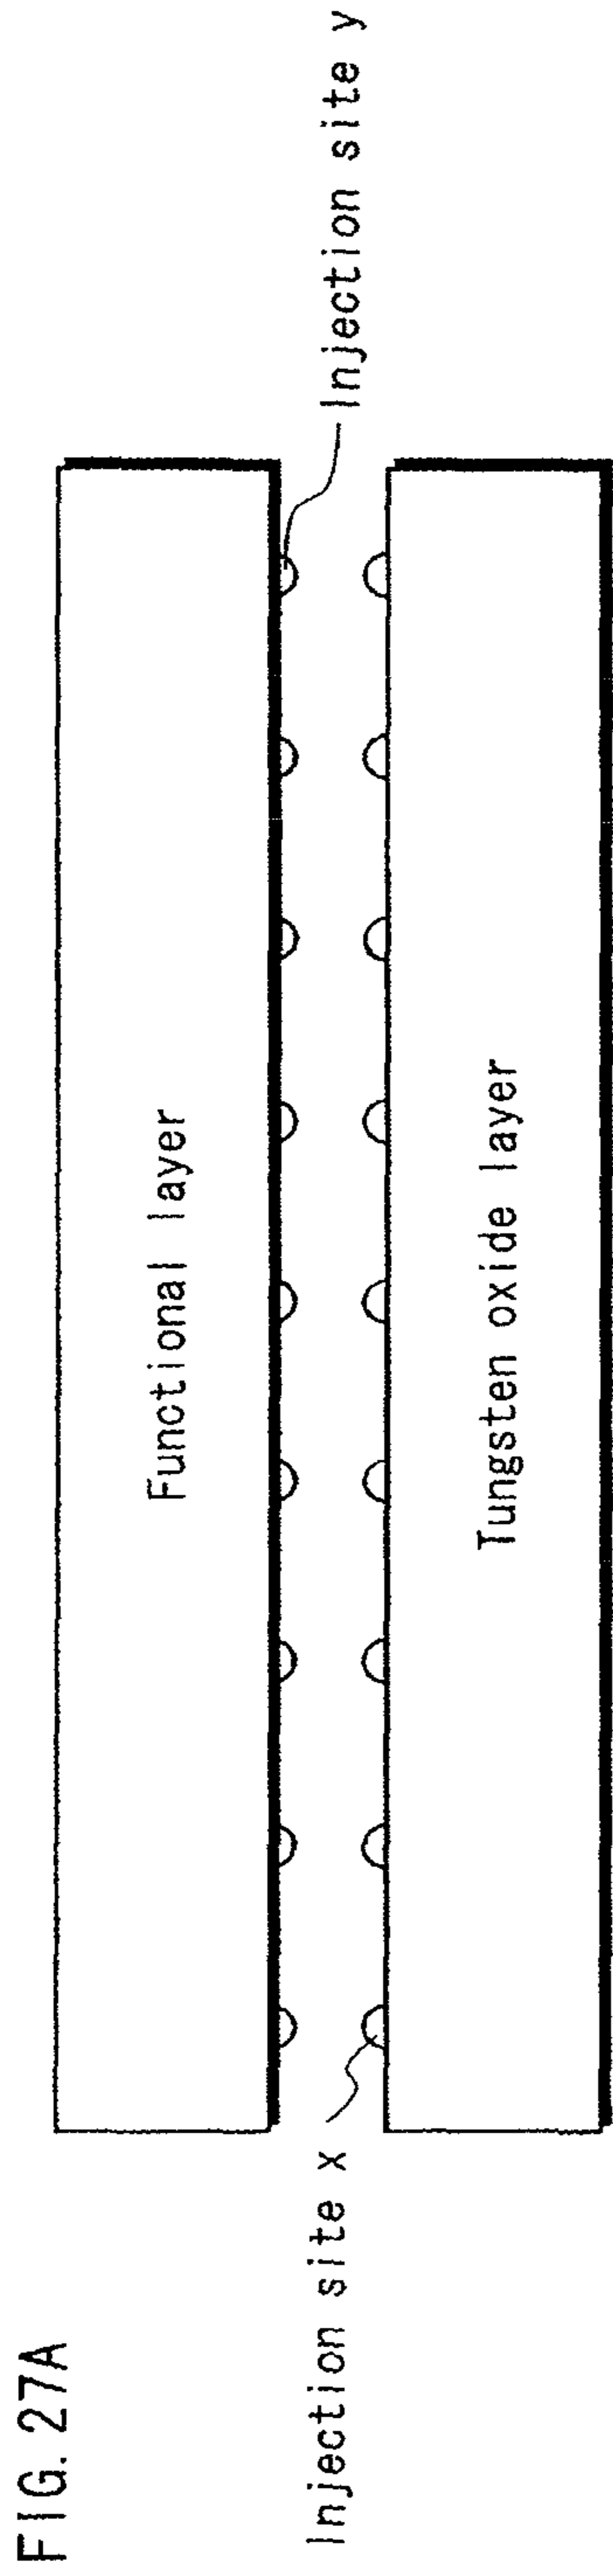 FIG. 27A
Functional layer
Injection site y
Injection site x
Tungsten oxide layer